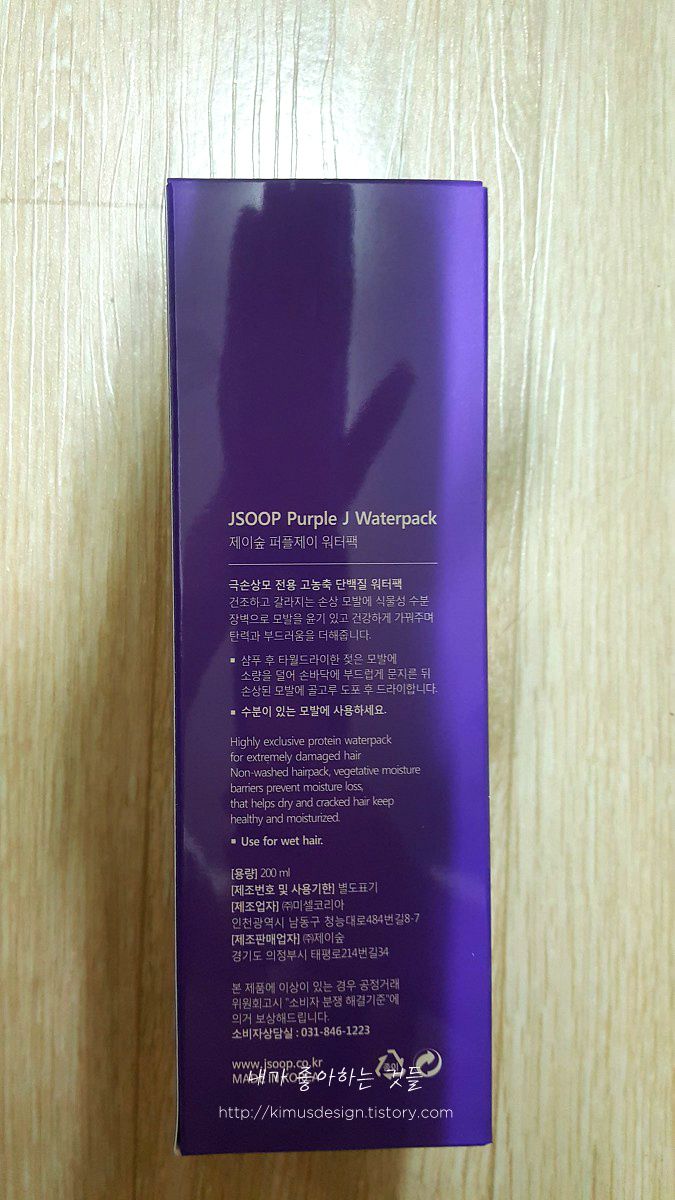 JSOOP Purple J Waterpack
제이숲 퍼플제이 워터팩
극손상모 전용 고농축 단백질 워터팩
건조하고 갈라지는 손상 모발에 식물성 수분
장벽으로 모발을 윤기 있고 건강하게 가꿔주며
탄력과 부드러움을 더해줍니다.
▪ 샴푸 후 타월드라이한 젖은 모발에
소량을 덜어 손바닥에 부드럽게 문지른 뒤
손상된 모발에 골고루 도포 후 드라이합니다.
▪ 수분이 있는 모발에 사용하세요.
Highly exclusive protein waterpack
for extremely damaged hair
Non-washed hairpack, vegetative moisture
barriers prevent moisture loss,
that helps dry and cracked hair keep
healthy and moisturized.
▪ Use for wet hair.
[용량] 200 ml
[제조번호 및 사용기한] 별도표기
[제조업자] ㈜미셀코리아
인천광역시 남동구 청능대로484번길8-7
[제조판매업자] ㈜제이숲
경기도 의정부시 태평로214번길34
본 제품에 이상이 있는 경우 공정거래
위원회고시 "소비자 분쟁 해결기준"에
의거 보상해드립니다.
소비자상담실 : 031-846-1223
www.jsoop.co.kr
MADE IN KOREA
내가 좋아하는 것들
http://kimusdesign.tistory.com